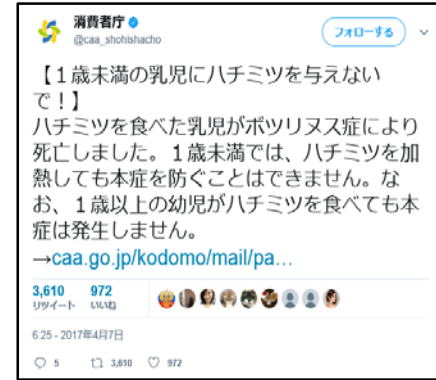 消費者庁
@caa_shohishacho
フォローする
【１歳未満の乳児にハチミツを与えない
で！】
ハチミツを食べた乳児がボツリヌス症により
死亡しました。１歳未満では、ハチミツを加
熱しても本症を防ぐことはできません。な
お、１歳以上の幼児がハチミツを食べても本
症は発生しません。
→caa.go.jp/kodomo/mail/pa…
3,610 972
リツイート いいね
6:25 - 2017年4月7日
5 3,610 972